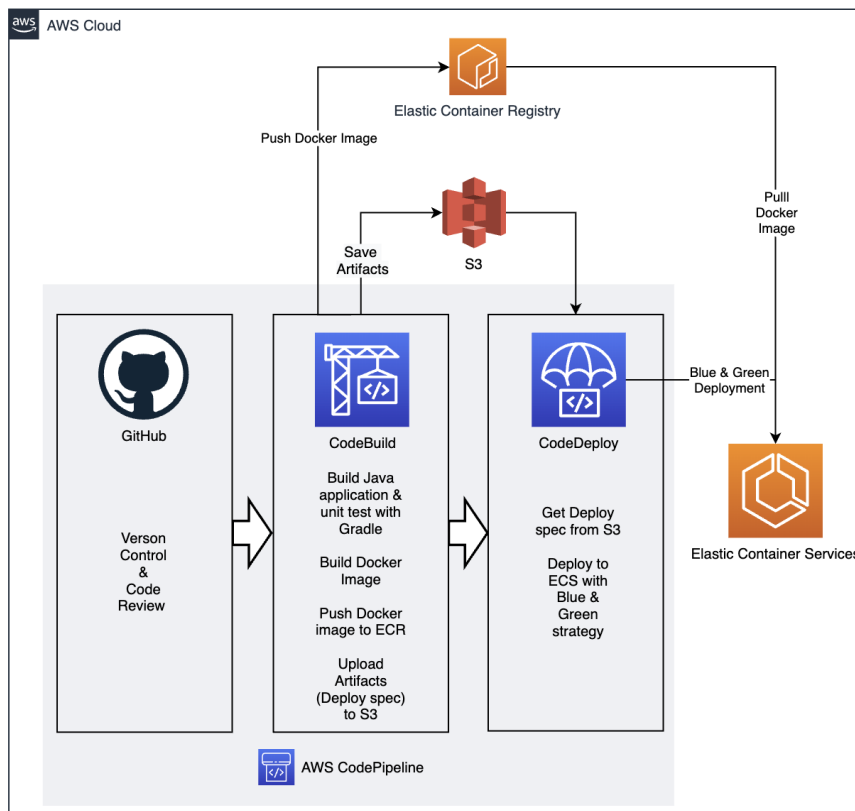 aws
AWS Cloud
Elastic Container Registry
Push Docker Image
Pulll
Docker
Image
Save
Artifacts
S3
GitHub
CodeBuild
CodeDeploy
Blue & Green
Deployment
Verson
Control
&
Code
Review
Build Java
application &
unit test with
Gradle
Build Docker
Image
Push Docker
image to ECR
Upload
Artifacts
(Deploy spec)
to S3
Get Deploy
spec from S3
Deploy to
ECS with
Blue &
Green
strategy
Elastic Container Services
AWS CodePipeline